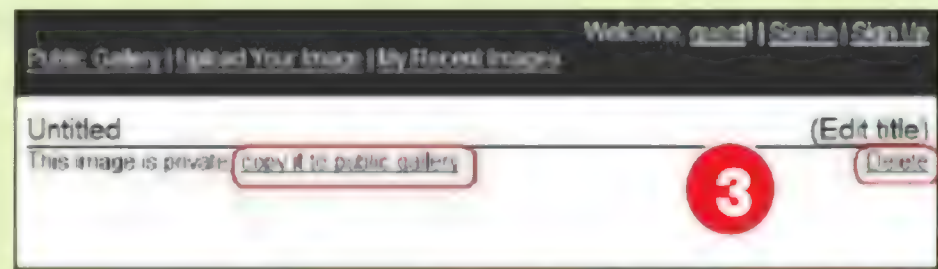 Welcome, guest! | Sign In | Sign Up
Public Gallery | Upload Your Image | My Recent Images
Untitled (Edit title)
This image is private copy it to public gallery Delete
3